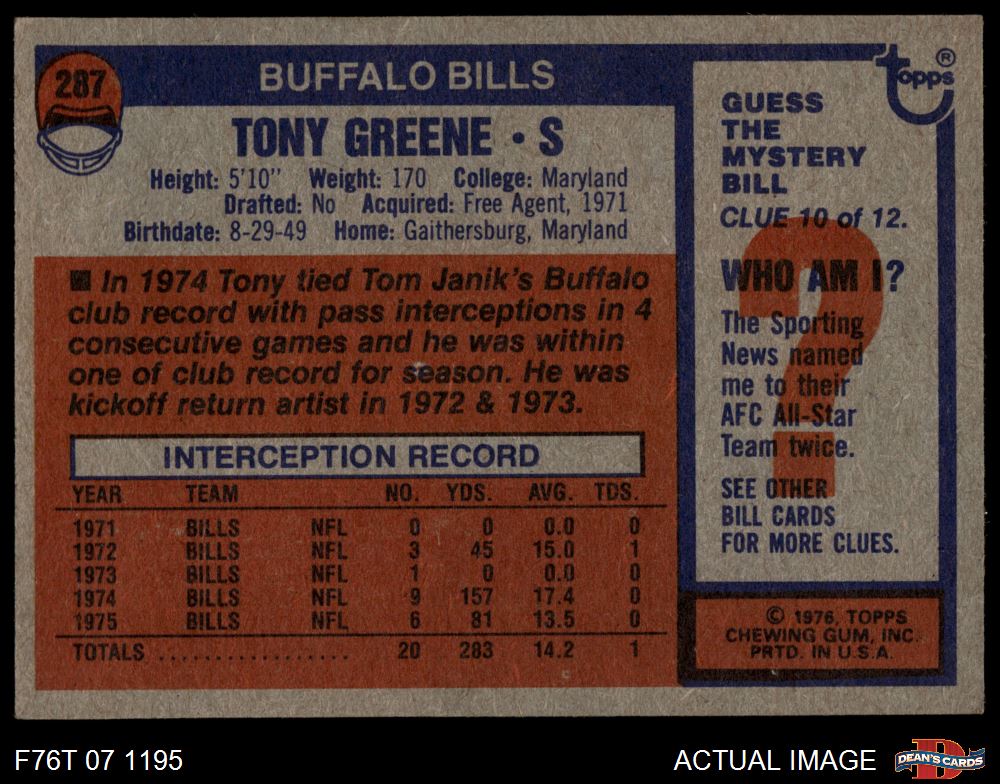 287
BUFFALO BILLS
TONY GREENE • S
Height: 5'10" Weight: 170 College: Maryland
Drafted: No Acquired: Free Agent, 1971
Birthdate: 8-29-49 Home: Gaithersburg, Maryland
■ In 1974 Tony tied Tom Janik's Buffalo
club record with pass interceptions in 4
consecutive games and he was within
one of club record for season. He was
kickoff return artist in 1972 & 1973.
INTERCEPTION RECORD
YEAR TEAM NO. YDS. AVG. TDS.
1971 BILLS NFL 0 0 0.0 0
1972 BILLS NFL 3 45 15.0 1
1973 BILLS NFL 1 0 0.0 0
1974 BILLS NFL 9 157 17.4 0
1975 BILLS NFL 6 81 13.5 0
TOTALS .................. 20 283 14.2 1
topps ®
GUESS
THE
MYSTERY
BILL
CLUE 10 of 12.
WHO AM I?
The Sporting
News named
me to their
AFC All-Star
Team twice.
SEE OTHER
BILL CARDS
FOR MORE CLUES.
?
© 1976, TOPPS
CHEWING GUM, INC.
PRTD. IN U.S.A.
F76T 07 1195
ACTUAL IMAGE
D
DEAN'S CARDS